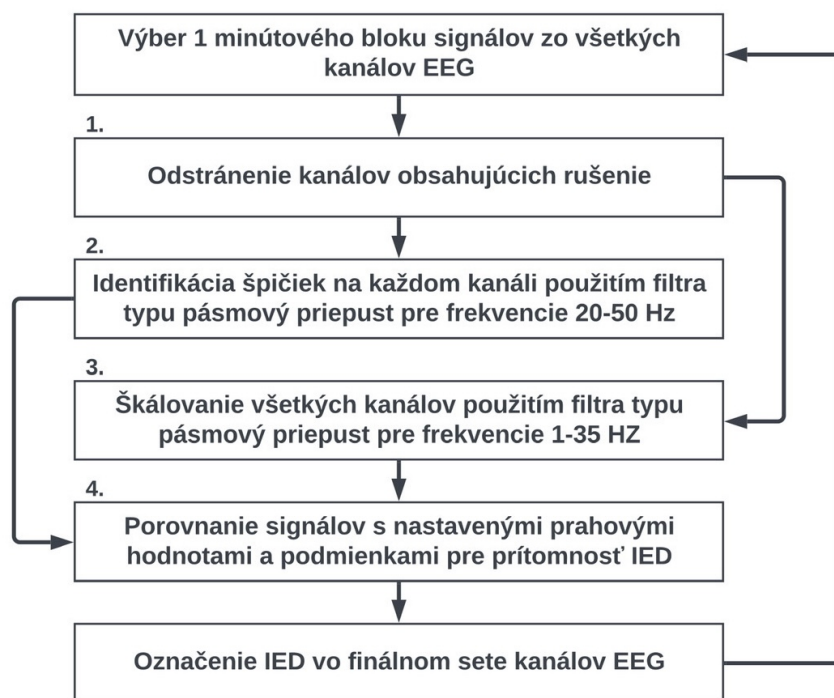 Výber 1 minútového bloku signálov zo všetkých
kanálov EEG
1.
Odstránenie kanálov obsahujúcich rušenie
2.
Identifikácia špičiek na každom kanáli použitím filtra
typu pásmový priepust pre frekvencie 20-50 Hz
3.
Škálovanie všetkých kanálov použitím filtra typu
pásmový priepust pre frekvencie 1-35 HZ
4.
Porovnanie signálov s nastavenými prahovými
hodnotami a podmienkami pre prítomnosť IED
Označenie IED vo finálnom sete kanálov EEG